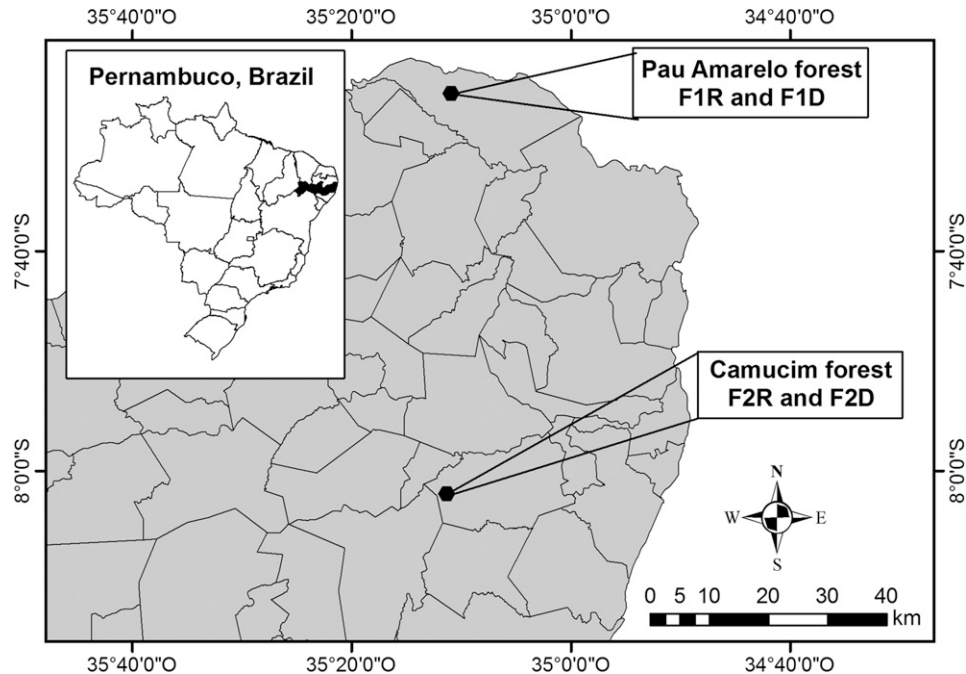 35°40'0"O 35°20'0"O 35°0'0"O 34°40'0"O
Pernambuco, Brazil
Pau Amarelo forest
F1R and F1D
7°40'0"S 7°40'0"S
Camucim forest
F2R and F2D
8°0'0"S 8°0'0"S
N
W E
S
0 5 10 20 30 40
km
35°40'0"O 35°20'0"O 35°0'0"O 34°40'0"O